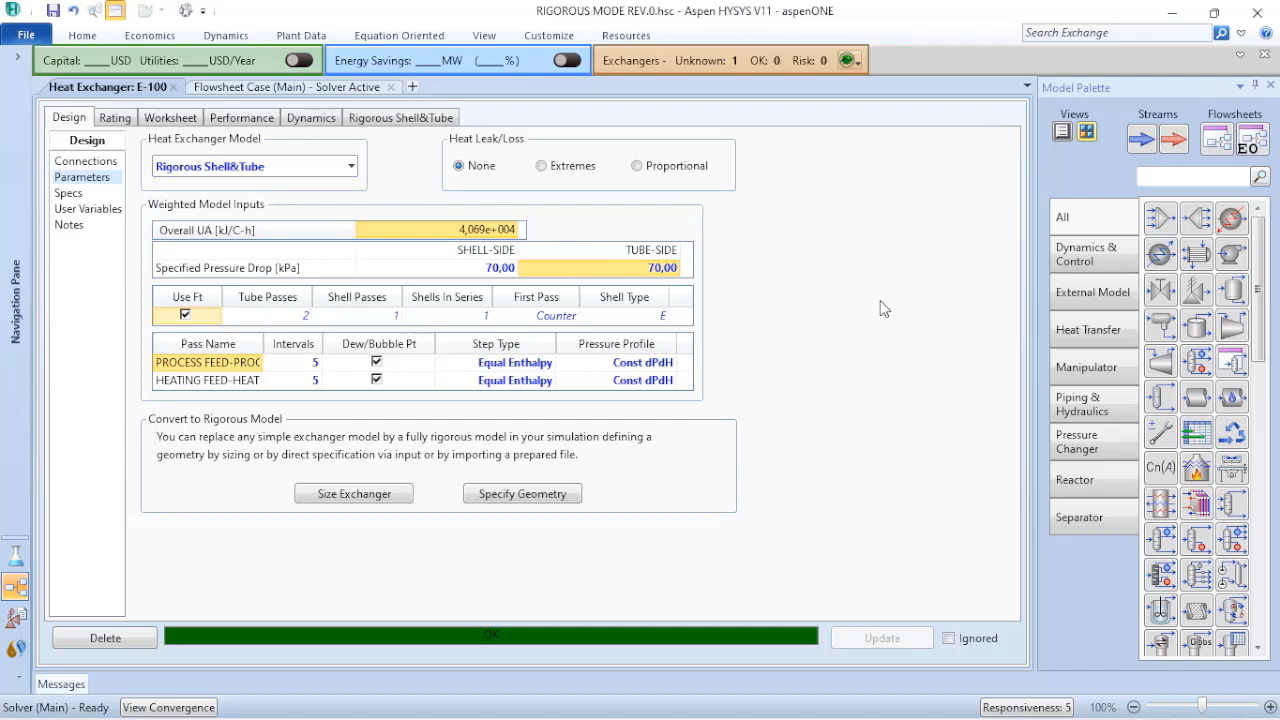 RIGOROUS MODE REV.0.hsc - Aspen HYSYS V11 - aspenONE
File Home Economics Dynamics Plant Data Equation Oriented View Customize Resources Search Exchange
Capital: ____ USD Utilities: ____ USD/Year Energy Savings: ____ MW (____ %) Exchangers - Unknown: 1 OK: 0 Risk: 0
Heat Exchanger: E-100 Flowsheet Case (Main) - Solver Active Model Palette
Design Rating Worksheet Performance Dynamics Rigorous Shell&Tube
Views Streams Flowsheets
EO
Design
Connections
Parameters
Specs
User Variables
Notes
Heat Exchanger Model
Rigorous Shell&Tube
Heat Leak/Loss
None Extremes Proportional
Weighted Model Inputs
Overall UA [kJ/C-h] 4,069e+004
SHELL-SIDE TUBE-SIDE
Specified Pressure Drop [kPa] 70,00 70,00
Use Ft Tube Passes Shell Passes Shells In Series First Pass Shell Type
2 1 1 Counter E
Pass Name Intervals Dew/Bubble Pt Step Type Pressure Profile
PROCESS FEED-PROC 5 Equal Enthalpy Const dPdH
HEATING FEED-HEAT 5 Equal Enthalpy Const dPdH
Convert to Rigorous Model
You can replace any simple exchanger model by a fully rigorous model in your simulation defining a
geometry by sizing or by direct specification via input or by importing a prepared file.
Size Exchanger Specify Geometry
Delete OK Update Ignored
All
Dynamics &
Control
External Model
Heat Transfer
Manipulator
Piping &
Hydraulics
Pressure
Changer
Reactor
Separator
Cn(A)
Gibbs
Navigation Pane
Messages
Solver (Main) - Ready View Convergence Responsiveness: 5 100%